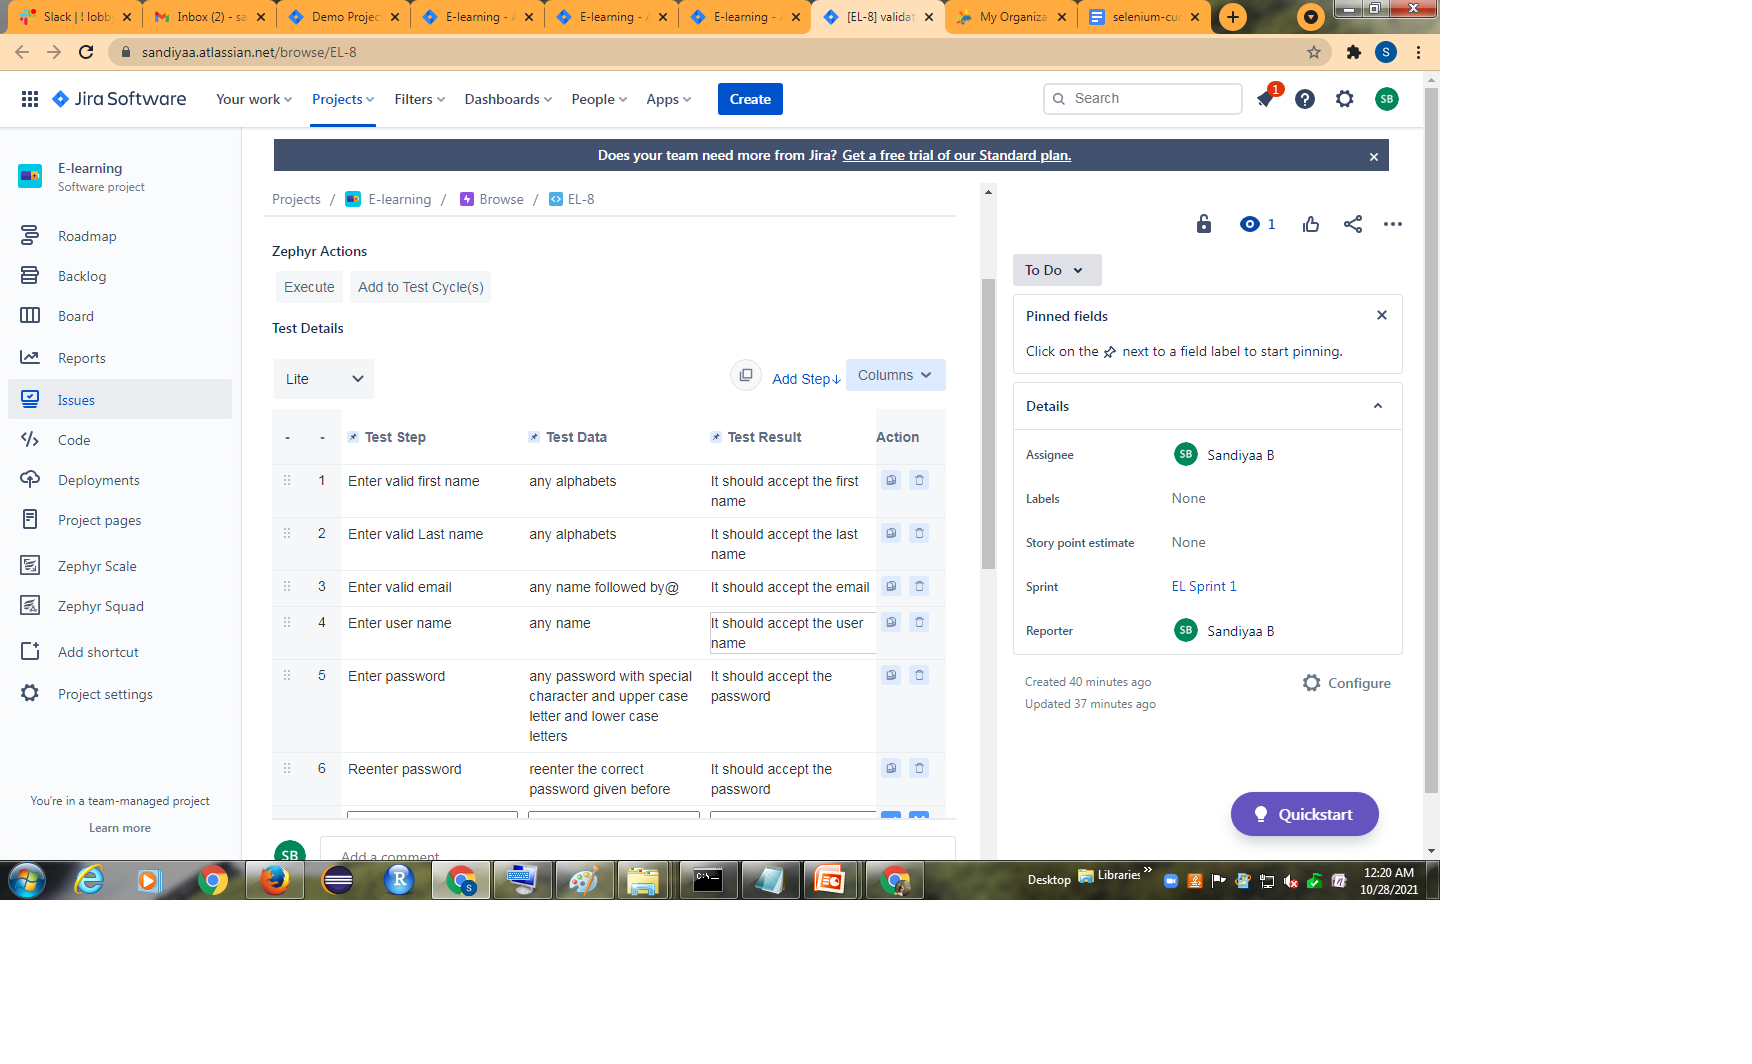 Slack | ! lobby
Inbox (2) - sa
Demo Projec
E-learning - A
E-learning - A
E-learning - A
[EL-8] validat
My Organiza
selenium-cuc
sandiyaa.atlassian.net/browse/EL-8
S
Jira Software
Your work
Projects
Filters
Dashboards
People
Apps
Create
Search
1
SB
Does your team need more from Jira? Get a free trial of our Standard plan.
E-learning
Software project
Roadmap
Backlog
Board
Reports
Issues
Code
Deployments
Project pages
Zephyr Scale
Zephyr Squad
Add shortcut
Project settings
You're in a team-managed project
Learn more
Projects / E-learning / Browse / EL-8
Zephyr Actions
Execute
Add to Test Cycle(s)
Test Details
Lite
Add Step↓
Columns
- - Test Step Test Data Test Result Action
1 Enter valid first name any alphabets It should accept the first
name
2 Enter valid Last name any alphabets It should accept the last
name
3 Enter valid email any name followed by@ It should accept the email
4 Enter user name any name It should accept the user
name
5 Enter password any password with special It should accept the
character and upper case password
letter and lower case
letters
6 Reenter password reenter the correct It should accept the
password given before password
SB
Add a comment
1
To Do
Pinned fields
Click on the next to a field label to start pinning.
Details
Assignee SB Sandiyaa B
Labels None
Story point estimate None
Sprint EL Sprint 1
Reporter SB Sandiyaa B
Created 40 minutes ago
Configure
Updated 37 minutes ago
Quickstart
R
S
C:\-
Desktop
Libraries
»
12:20 AM
10/28/2021